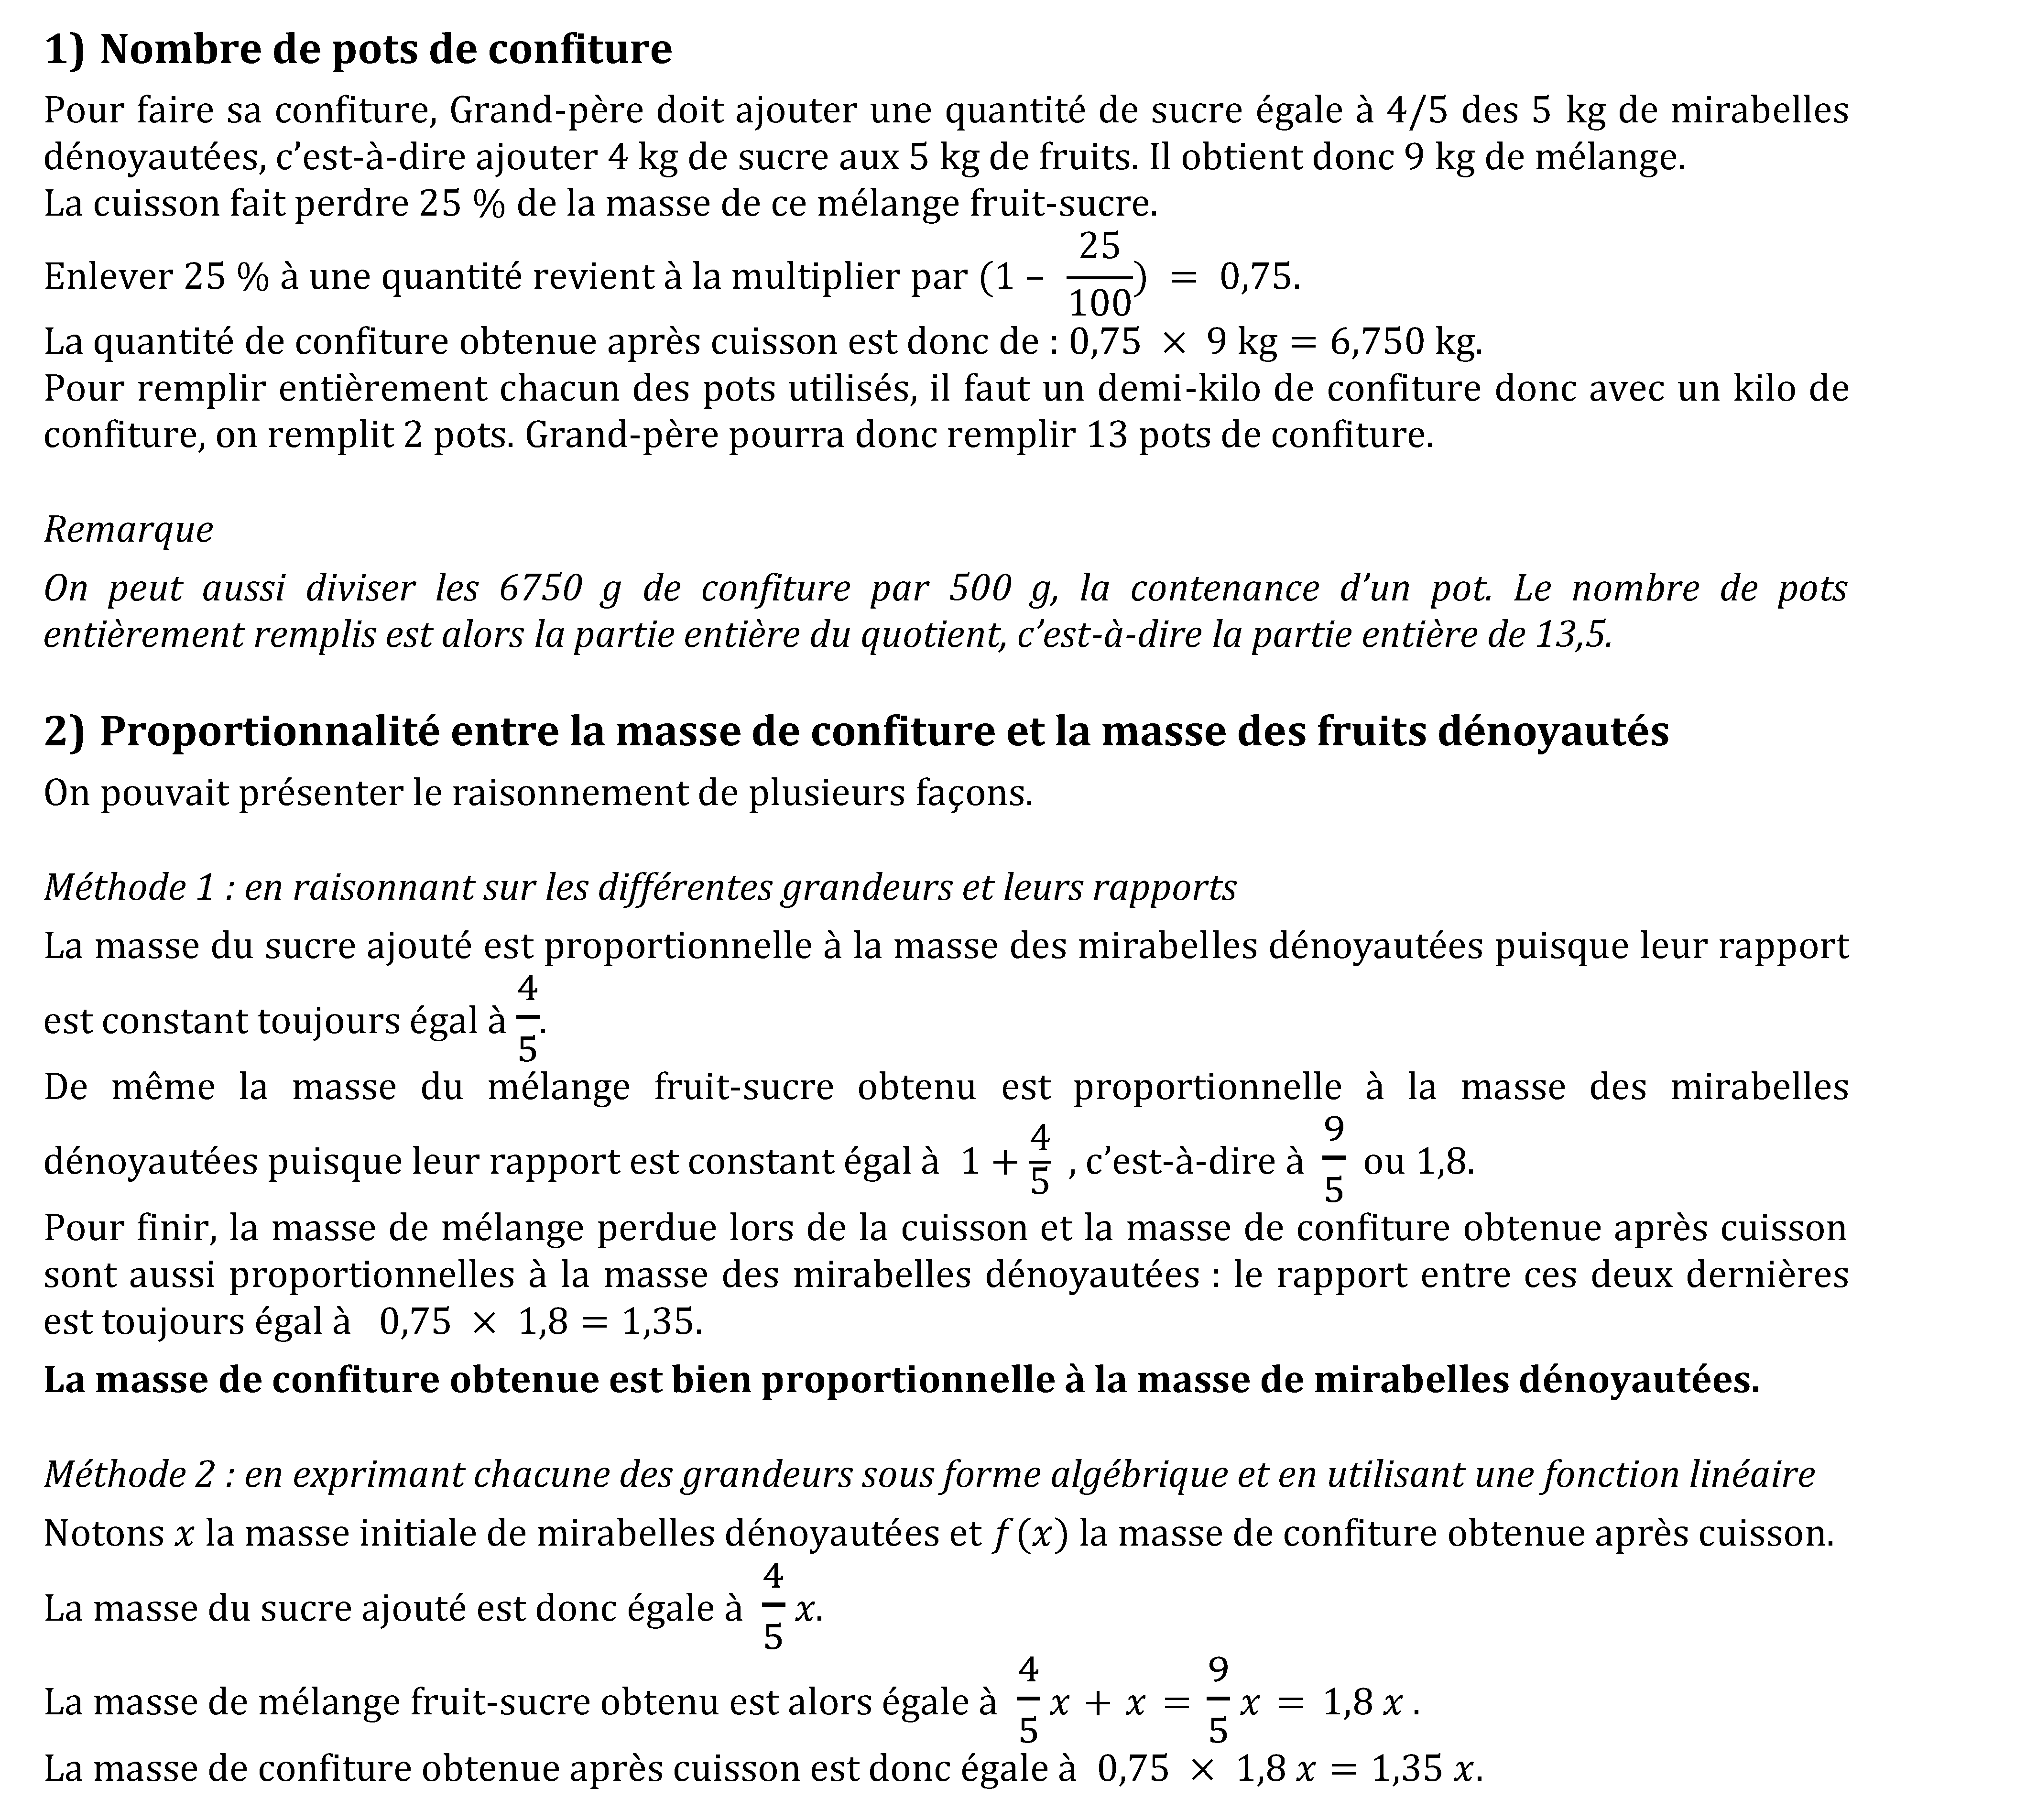 1) Nombre de pots de confiture
Pour faire sa confiture, Grand-père doit ajouter une quantité de sucre égale à 4/5 des 5 kg de mirabelles
dénoyautées, c’est-à-dire ajouter 4 kg de sucre aux 5 kg de fruits. Il obtient donc 9 kg de mélange.
La cuisson fait perdre 25 % de la masse de ce mélange fruit-sucre.
Enlever 25 % à une quantité revient à la multiplier par (1 – 25/100) = 0,75.
La quantité de confiture obtenue après cuisson est donc de : 0,75 × 9 kg = 6,750 kg.
Pour remplir entièrement chacun des pots utilisés, il faut un demi-kilo de confiture donc avec un kilo de
confiture, on remplit 2 pots. Grand-père pourra donc remplir 13 pots de confiture.
Remarque
On peut aussi diviser les 6750 g de confiture par 500 g, la contenance d’un pot. Le nombre de pots
entièrement remplis est alors la partie entière du quotient, c’est-à-dire la partie entière de 13,5.
2) Proportionnalité entre la masse de confiture et la masse des fruits dénoyautés
On pouvait présenter le raisonnement de plusieurs façons.
Méthode 1 : en raisonnant sur les différentes grandeurs et leurs rapports
La masse du sucre ajouté est proportionnelle à la masse des mirabelles dénoyautées puisque leur rapport
est constant toujours égal à 4/5.
De même la masse du mélange fruit-sucre obtenu est proportionnelle à la masse des mirabelles
dénoyautées puisque leur rapport est constant égal à 1 + 4/5 , c’est-à-dire à 9/5 ou 1,8.
Pour finir, la masse de mélange perdue lors de la cuisson et la masse de confiture obtenue après cuisson
sont aussi proportionnelles à la masse des mirabelles dénoyautées : le rapport entre ces deux dernières
est toujours égal à 0,75 × 1,8 = 1,35.
La masse de confiture obtenue est bien proportionnelle à la masse de mirabelles dénoyautées.
Méthode 2 : en exprimant chacune des grandeurs sous forme algébrique et en utilisant une fonction linéaire
Notons x la masse initiale de mirabelles dénoyautées et f (x) la masse de confiture obtenue après cuisson.
La masse du sucre ajouté est donc égale à 4/5 x.
La masse de mélange fruit-sucre obtenu est alors égale à 4/5 x + x = 9/5 x = 1,8 x .
La masse de confiture obtenue après cuisson est donc égale à 0,75 × 1,8 x = 1,35 x.